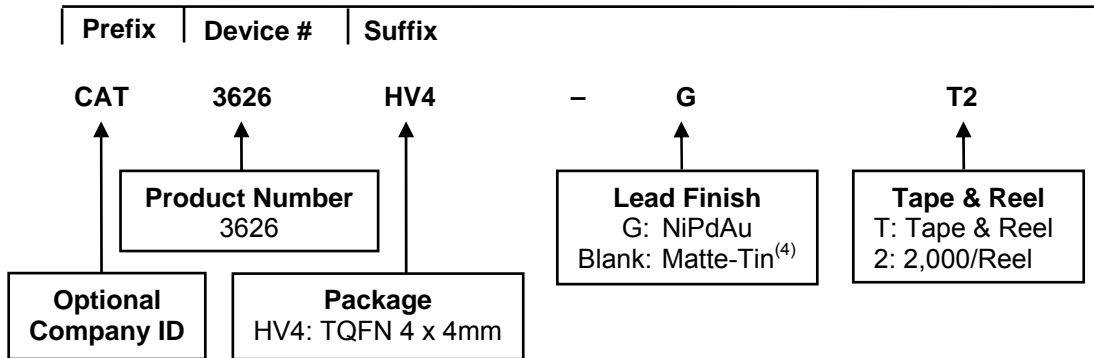 Prefix Device # Suffix
CAT 3626 HV4 – G T2
Product Number
3626
Lead Finish
G: NiPdAu
Blank: Matte-Tin(4)
Tape & Reel
T: Tape & Reel
2: 2,000/Reel
Optional
Company ID
Package
HV4: TQFN 4 x 4mm